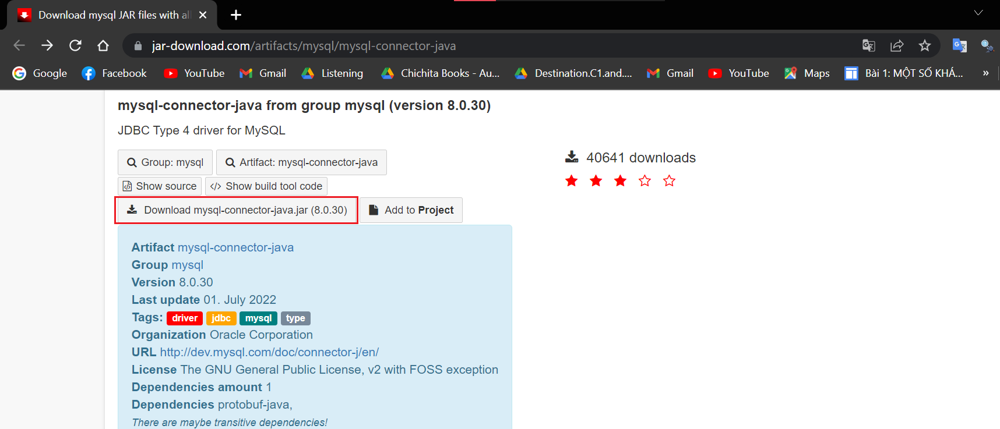 Download mysql JAR files with all
jar-download.com/artifacts/mysql/mysql-connector-java
Google Facebook YouTube Gmail Listening Chichita Books - Au... Destination.C1.and.... Gmail YouTube Maps Bài 1: MỘT SỐ KHÁ... »
mysql-connector-java from group mysql (version 8.0.30)
JDBC Type 4 driver for MySQL
Group: mysql Artifact: mysql-connector-java
40641 downloads
Show source </> Show build tool code
Download mysql-connector-java.jar (8.0.30) Add to Project
Artifact mysql-connector-java
Group mysql
Version 8.0.30
Last update 01. July 2022
Tags: driver jdbc mysql type
Organization Oracle Corporation
URL http://dev.mysql.com/doc/connector-j/en/
License The GNU General Public License, v2 with FOSS exception
Dependencies amount 1
Dependencies protobuf-java,
There are maybe transitive dependencies!